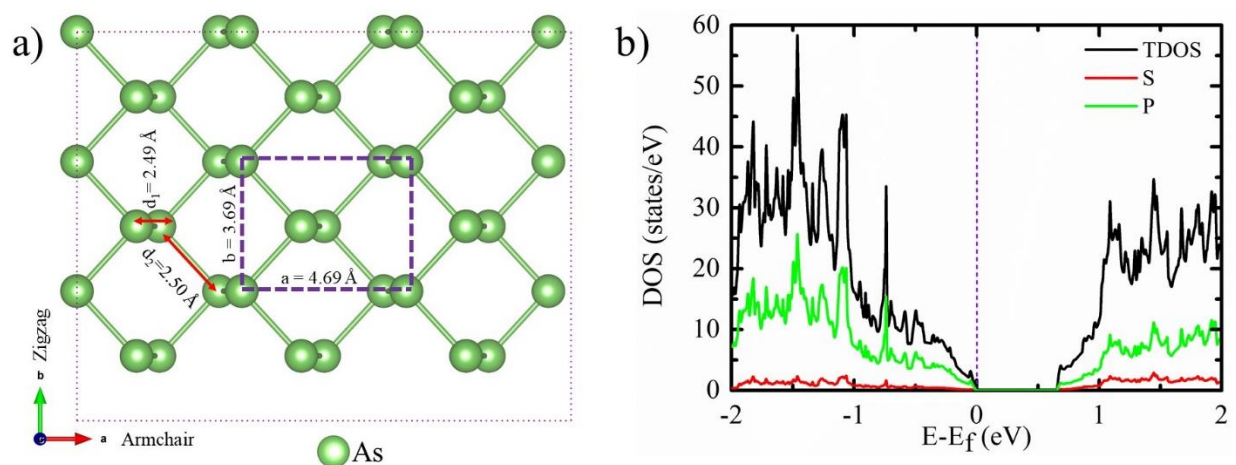 a)
d1 = 2.49 Å
d2=2.50 Å
b = 3.69 Å
a = 4.69 Å
Zigzag
b
a
Armchair
As
b)
DOS (states/eV)
60
50
40
30
20
10
0
TDOS
S
P
-2
-1
0
1
2
E-Ef (eV)